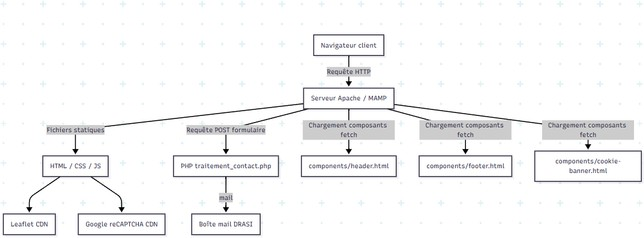 Navigateur client
Requête HTTP
Serveur Apache / MAMP
Fichiers statiques
Requête POST formulaire
Chargement composants
fetch
Chargement composants
fetch
Chargement composants
fetch
HTML / CSS / JS
PHP traitement_contact.php
components/header.html
components/footer.html
components/cookie-
banner.html
mail
Leaflet CDN
Google reCAPTCHA CDN
Boîte mail DRASI